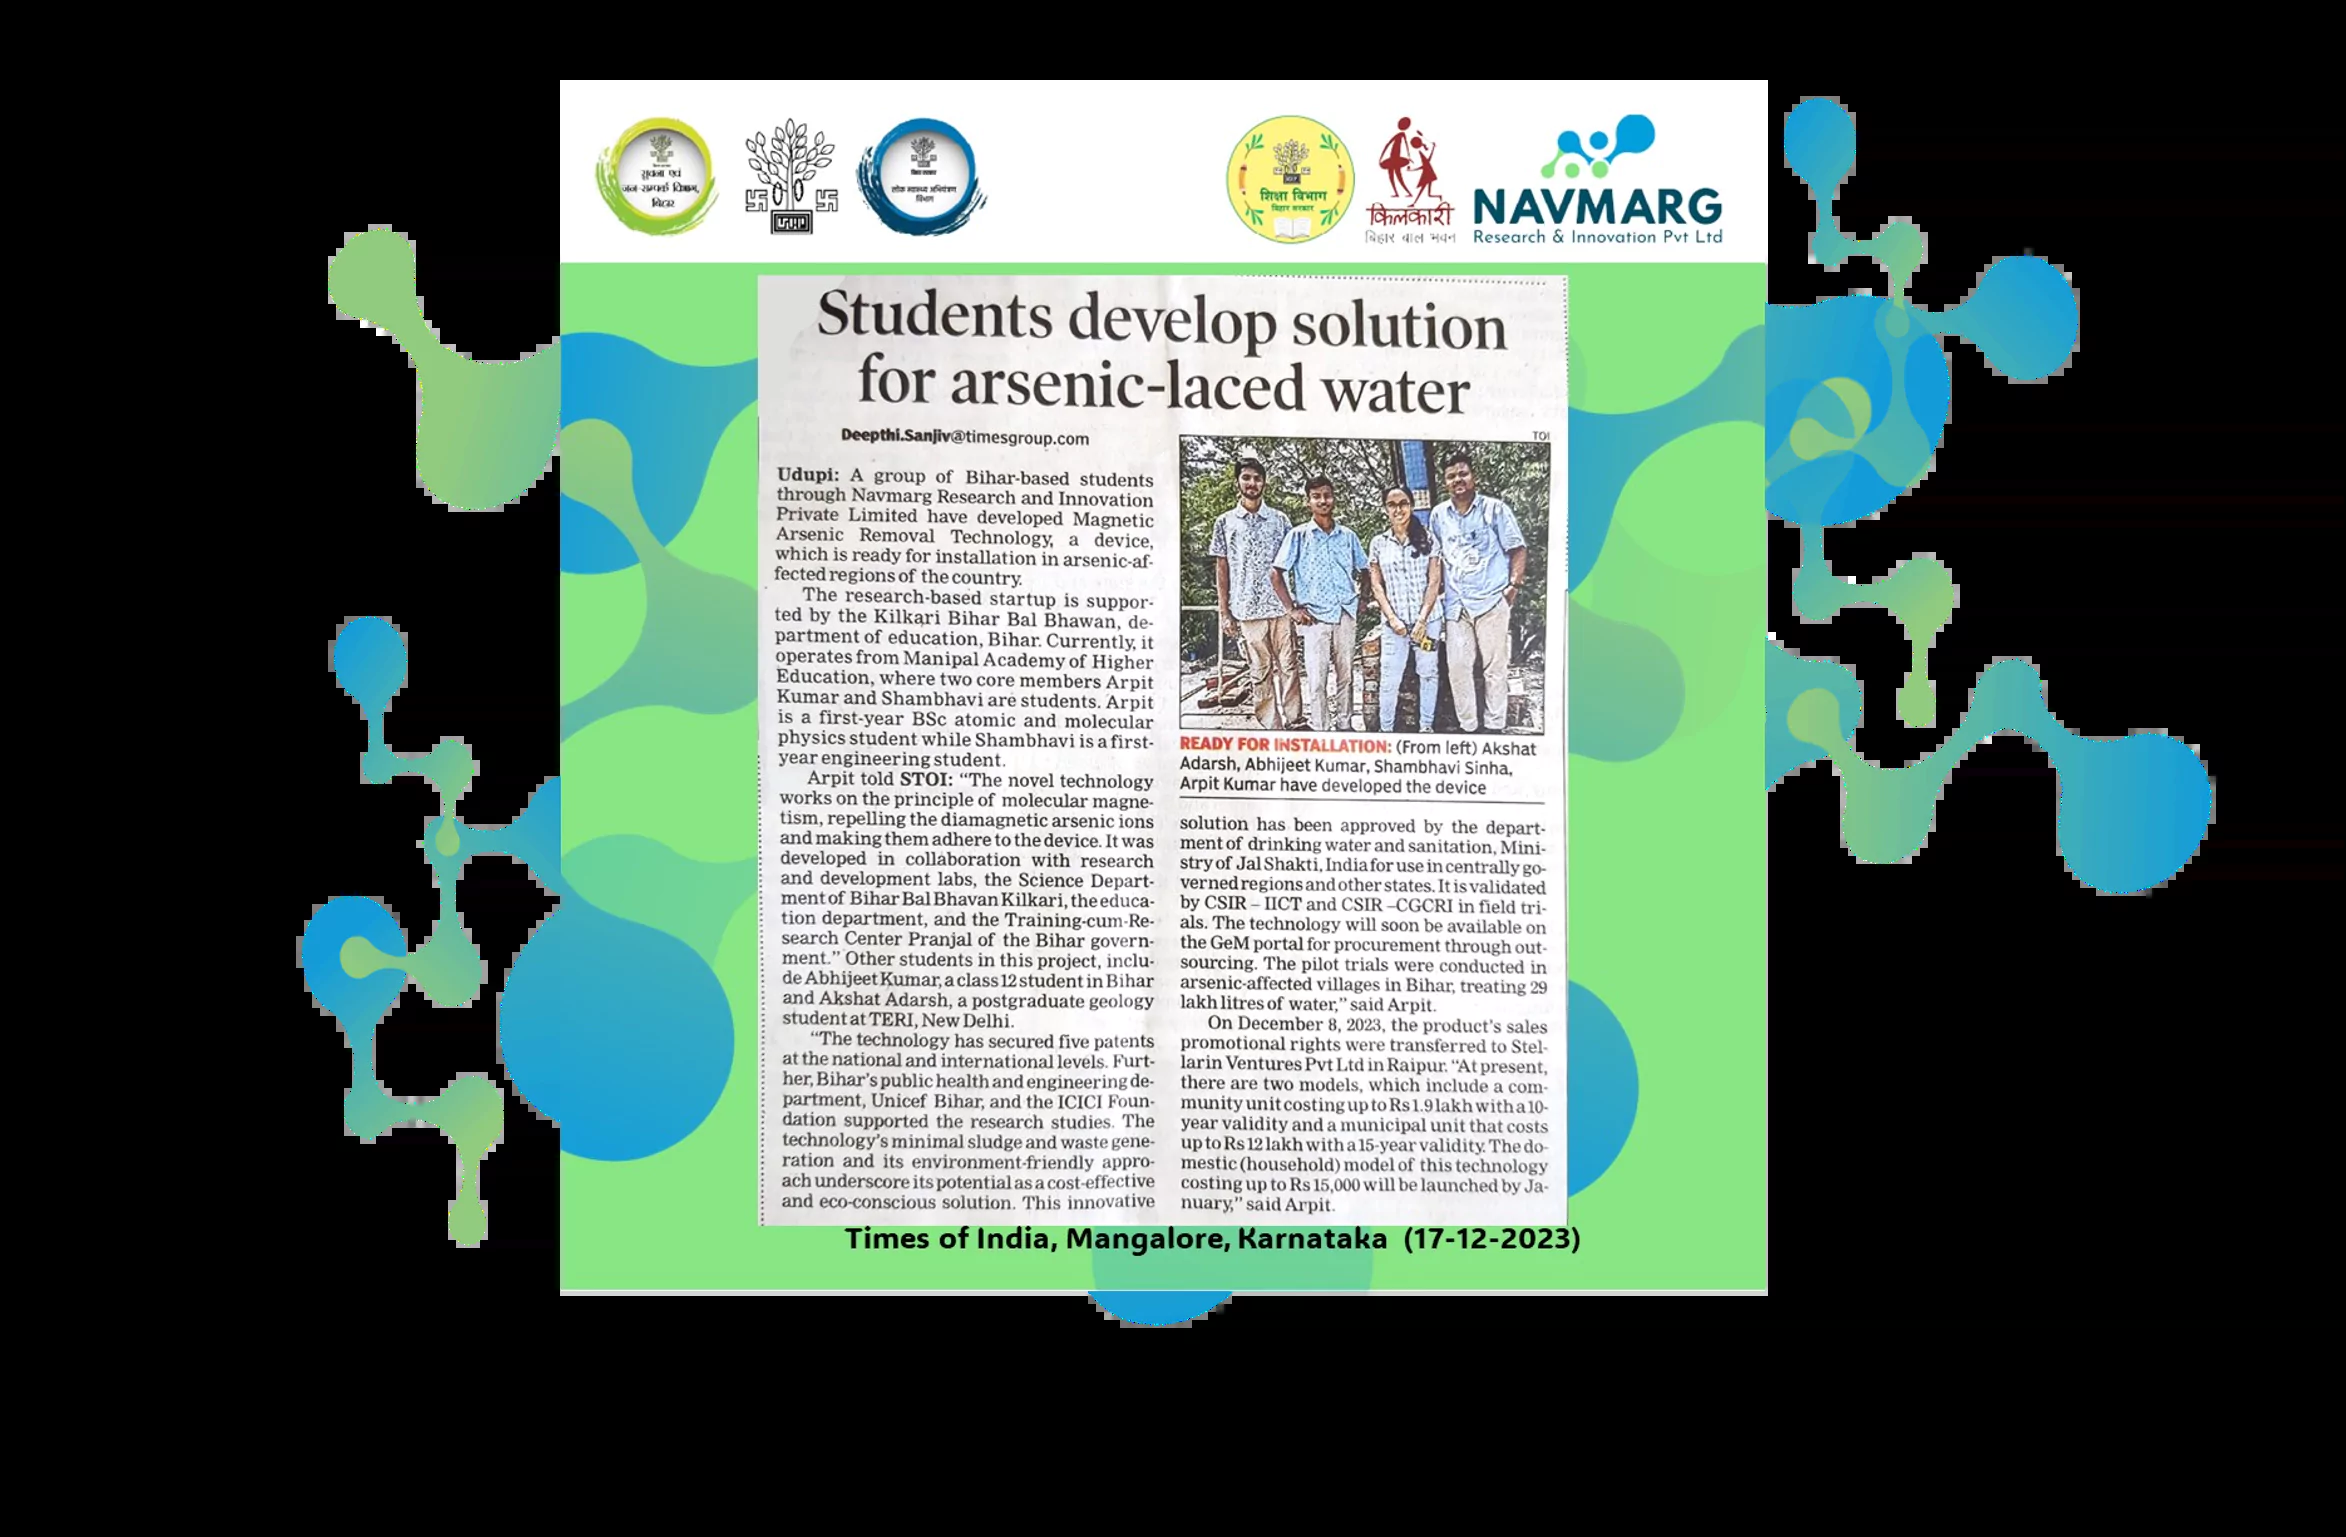 सूचना एवं
जन-सम्पर्क विभाग,
बिहार
बिहार सरकार
लोक स्वास्थ्य अभियंत्रण
विभाग
शिक्षा विभाग
बिहार सरकार
किलकारी
बिहार बाल भवन
NAVMARG
Research & Innovation Pvt Ltd
Students develop solution
for arsenic-laced water
Deepthi.Sanjiv@timesgroup.com
Udupi: A group of Bihar-based students
through Navmarg Research and Innovation
Private Limited have developed Magnetic
Arsenic Removal Technology, a device,
which is ready for installation in arsenic-af-
fected regions of the country.
The research-based startup is suppor-
ted by the Kilkari Bihar Bal Bhawan, de-
partment of education, Bihar. Currently, it
operates from Manipal Academy of Higher
Education, where two core members Arpit
Kumar and Shambhavi are students. Arpit
is a first-year BSc atomic and molecular
physics student while Shambhavi is a first-
year engineering student.
Arpit told STOI: “The novel technology
works on the principle of molecular magne-
tism, repelling the diamagnetic arsenic ions
and making them adhere to the device. It was
developed in collaboration with research
and development labs, the Science Depart-
ment of Bihar Bal Bhavan Kilkari, the educa-
tion department, and the Training-cum-Re-
search Center Pranjal of the Bihar govern-
ment.” Other students in this project, inclu-
de Abhijeet Kumar, a class 12 student in Bihar
and Akshat Adarsh, a postgraduate geology
student at TERI, New Delhi.
“The technology has secured five patents
at the national and international levels. Furt-
her, Bihar’s public health and engineering de-
partment, Unicef Bihar, and the ICICI Foun-
dation supported the research studies. The
technology’s minimal sludge and waste gene-
ration and its environment-friendly appro-
ach underscore its potential as a cost-effective
and eco-conscious solution. This innovative
TOI
READY FOR INSTALLATION: (From left) Akshat
Adarsh, Abhijeet Kumar, Shambhavi Sinha,
Arpit Kumar have developed the device
solution has been approved by the depart-
ment of drinking water and sanitation, Mini-
stry of Jal Shakti, India for use in centrally go-
verned regions and other states. It is validated
by CSIR – IICT and CSIR –CGCRI in field tri-
als. The technology will soon be available on
the GeM portal for procurement through out-
sourcing. The pilot trials were conducted in
arsenic-affected villages in Bihar, treating 29
lakh litres of water,” said Arpit.
On December 8, 2023, the product’s sales
promotional rights were transferred to Stel-
larin Ventures Pvt Ltd in Raipur. “At present,
there are two models, which include a com-
munity unit costing up to Rs 1.9 lakh with a 10-
year validity and a municipal unit that costs
up to Rs 12 lakh with a 15-year validity. The do-
mestic (household) model of this technology
costing up to Rs 15,000 will be launched by Ja-
nuary,” said Arpit.
Times of India, Mangalore, Karnataka (17-12-2023)